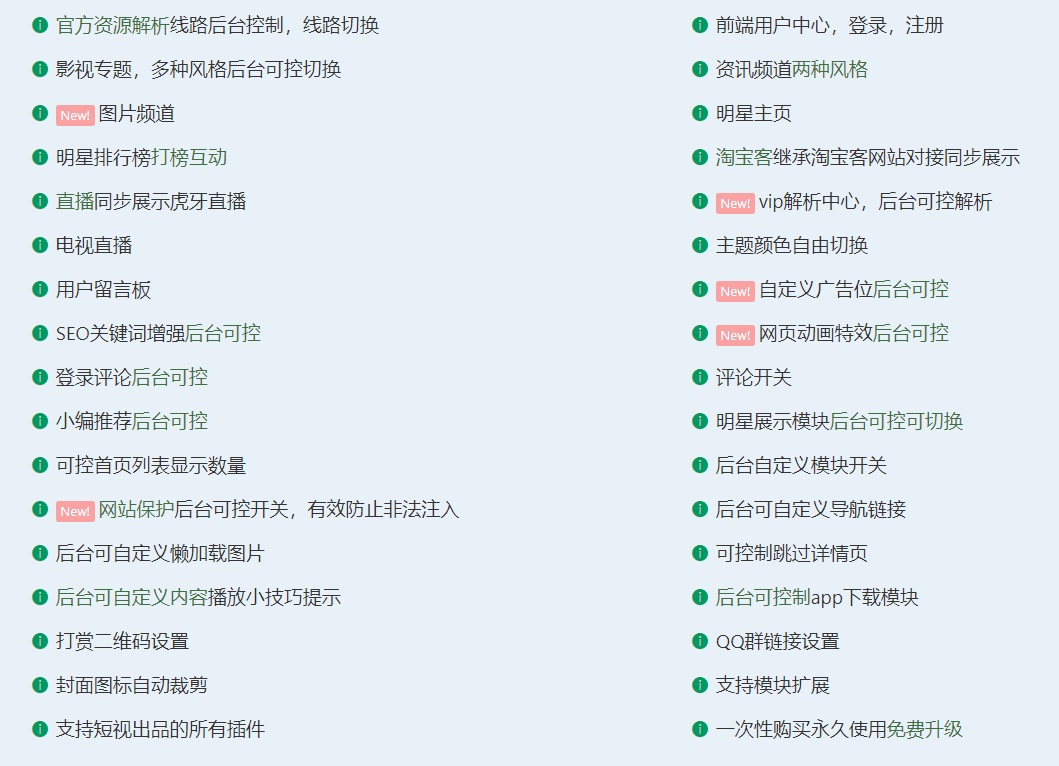 官方资源解析线路后台控制，线路切换
影视专题，多种风格后台可控切换
New! 图片频道
明星排行榜打榜互动
直播同步展示虎牙直播
电视直播
用户留言板
SEO关键词增强后台可控
登录评论后台可控
小编推荐后台可控
可控首页列表显示数量
New! 网站保护后台可控开关，有效防止非法注入
后台可自定义懒加载图片
后台可自定义内容播放小技巧提示
打赏二维码设置
封面图标自动裁剪
支持短视出品的所有插件
前端用户中心，登录，注册
资讯频道两种风格
明星主页
淘宝客继承淘宝客网站对接同步展示
New! vip解析中心，后台可控解析
主题颜色自由切换
New! 自定义广告位后台可控
New! 网页动画特效后台可控
评论开关
明星展示模块后台可控可切换
后台自定义模块开关
后台可自定义导航链接
可控制跳过详情页
后台可控制app下载模块
QQ群链接设置
支持模块扩展
一次性购买永久使用免费升级